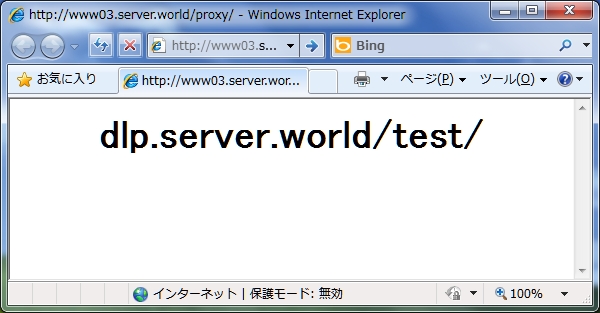 http://www03.server.world/proxy/ - Windows Internet Explorer
http://www03.s... Bing
お気に入り http://www03.server.wor... ページ(P) ツール(O)
dlp.server.world/test/
インターネット | 保護モード: 無効 100%